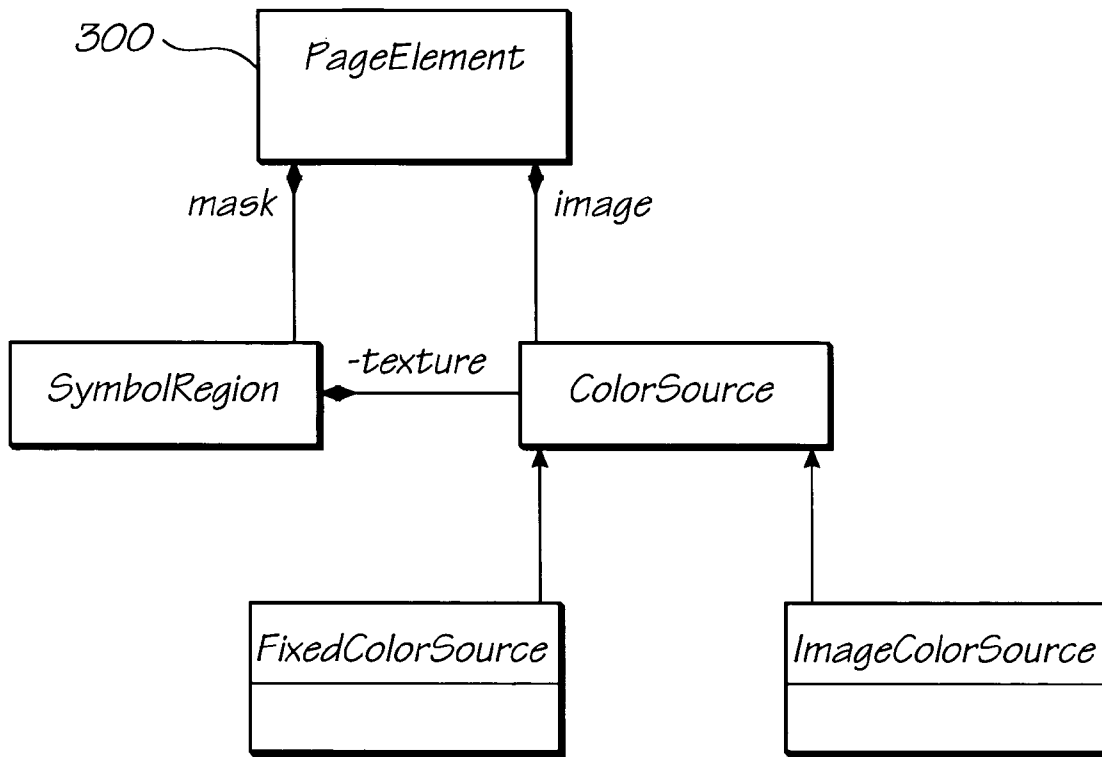 300
PageElement
mask
image
SymbolRegion
-texture
ColorSource
FixedColorSource
ImageColorSource